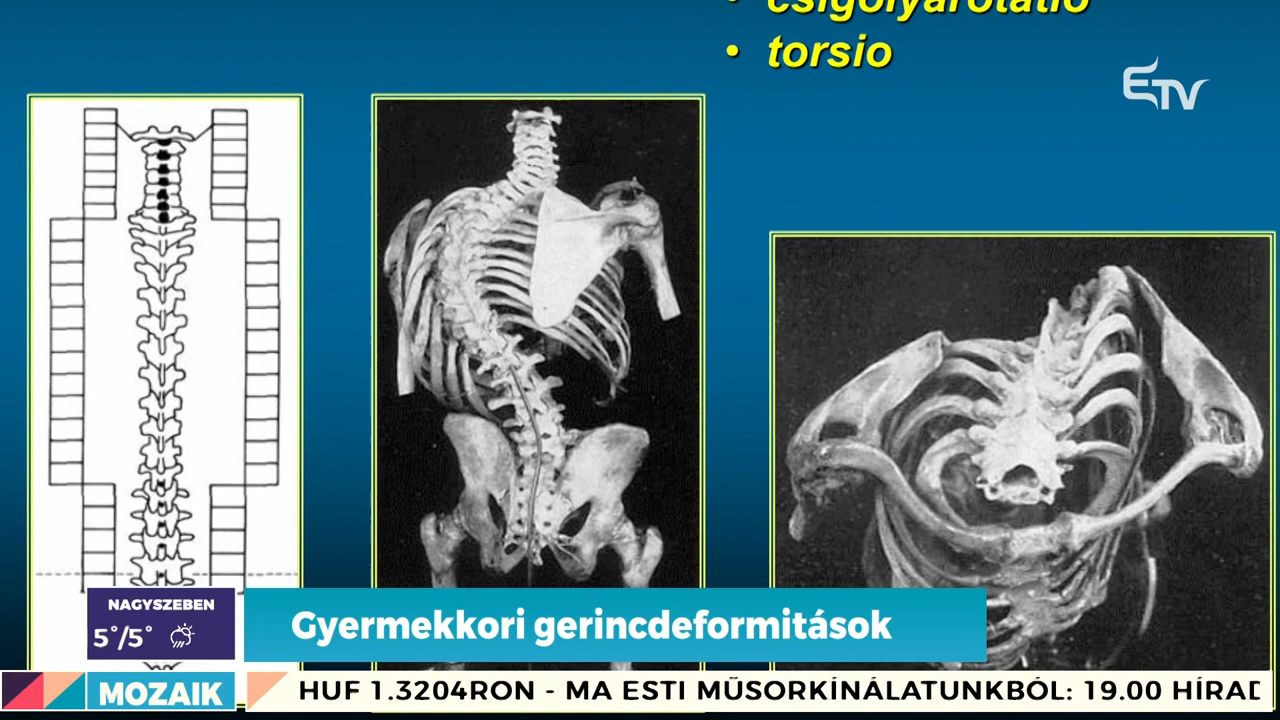 • csigolyarotatio
• torsio
ETV
NAGYSZEBEN
5°/5°
Gyermekkori gerincdeformitások
MOZAIK
HUF 1.3204RON - MA ESTI MŰSORKÍNÁLATUNKBÓL: 19.00 HÍRAD